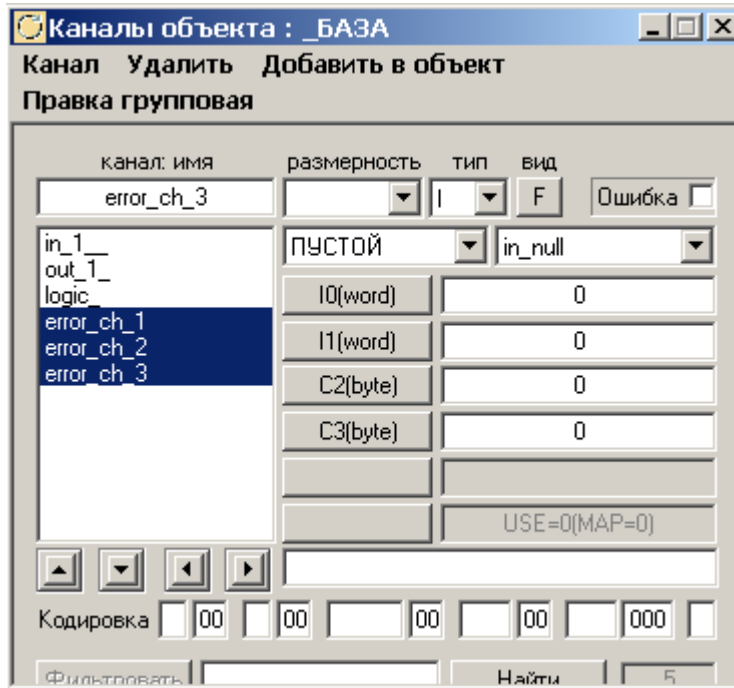 Каналы объекта : _БАЗА
Канал Удалить Добавить в объект
Правка групповая
канал: имя размерность тип вид
error_ch_3 I F Ошибка
in_1__ ПУСТОЙ in_null
out_1_
logic_ I0(word) 0
error_ch_1
error_ch_2 I1(word) 0
error_ch_3 C2(byte) 0
C3(byte) 0
USE=0(MAP=0)
Кодировка 00 00 00 00 000
Фильтровать Найти 5